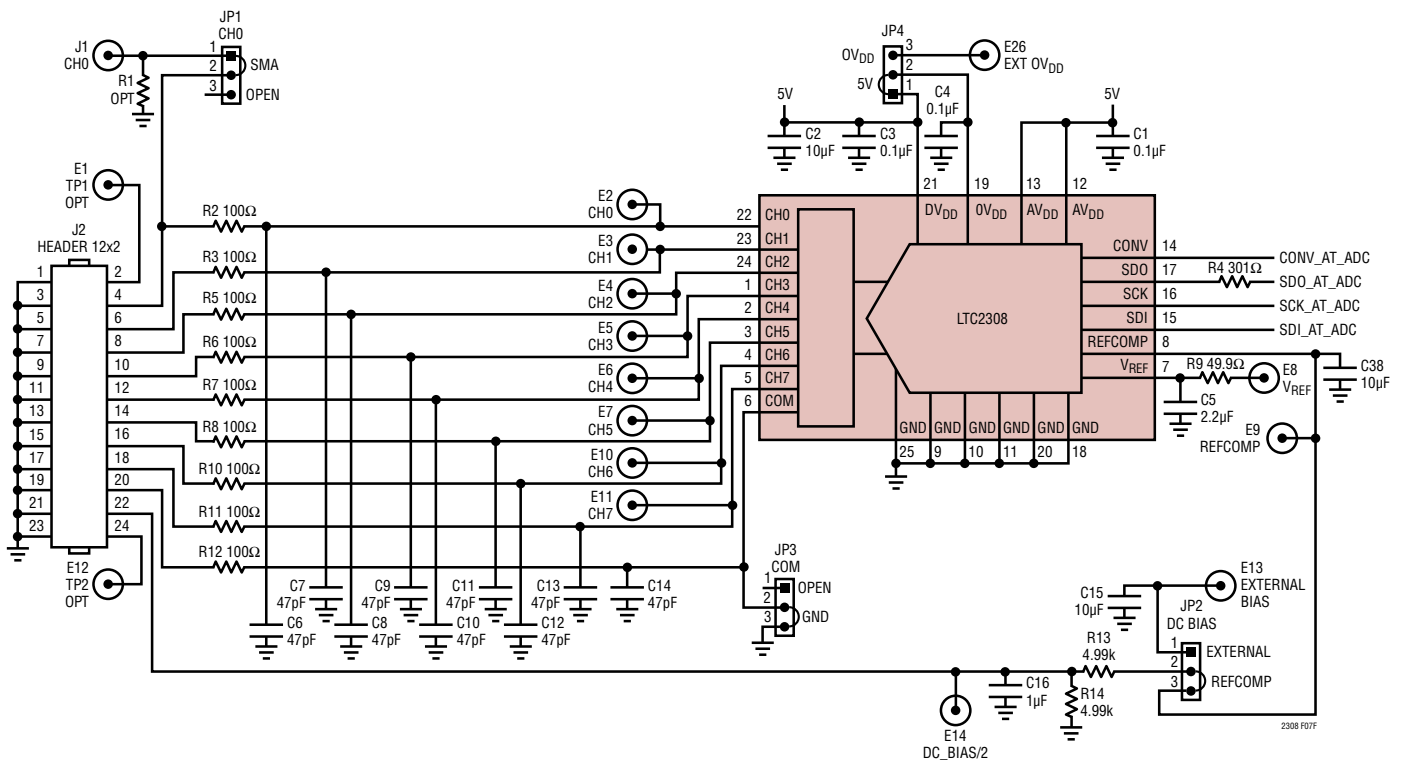 JP1
CH0
J1
CH0
1
2
3
SMA
OPEN
R1
OPT
JP4
0V_DD
5V
3
2
1
E26
EXT OV_DD
C4
0.1µF
5V
C2
10µF
C3
0.1µF
5V
C1
0.1µF
E1
TP1
OPT
J2
HEADER 12x2
1
3
5
7
9
11
13
15
17
19
21
23
2
4
6
8
10
12
14
16
18
20
22
24
E12
TP2
OPT
R2 100Ω
R3 100Ω
R5 100Ω
R6 100Ω
R7 100Ω
R8 100Ω
R10 100Ω
R11 100Ω
R12 100Ω
E2
CH0
E3
CH1
E4
CH2
E5
CH3
E6
CH4
E7
CH5
E10
CH6
E11
CH7
22 CH0
23 CH1
24 CH2
1 CH3
2 CH4
3 CH5
4 CH6
5 CH7
6 COM
21 19 13 12
DV_DD 0V_DD AV_DD AV_DD
LTC2308
CONV 14
SDO 17
SCK 16
SDI 15
REFCOMP 8
V_REF 7
GND GND GND GND GND
25 9 10 11 20 18
CONV_AT_ADC
R4 301Ω
SDO_AT_ADC
SCK_AT_ADC
SDI_AT_ADC
R9 49.9Ω
E8
V_REF
C38
10µF
C5
2.2µF
E9
REFCOMP
C7
47pF
C9
47pF
C11
47pF
C13
47pF
C14
47pF
C6
47pF
C8
47pF
C10
47pF
C12
47pF
JP3
COM
1
2
3
OPEN
GND
C15
10µF
E13
EXTERNAL
BIAS
JP2
DC BIAS
1
2
3
EXTERNAL
REFCOMP
R13
4.99k
R14
4.99k
C16
1µF
E14
DC_BIAS/2
2308 F07F